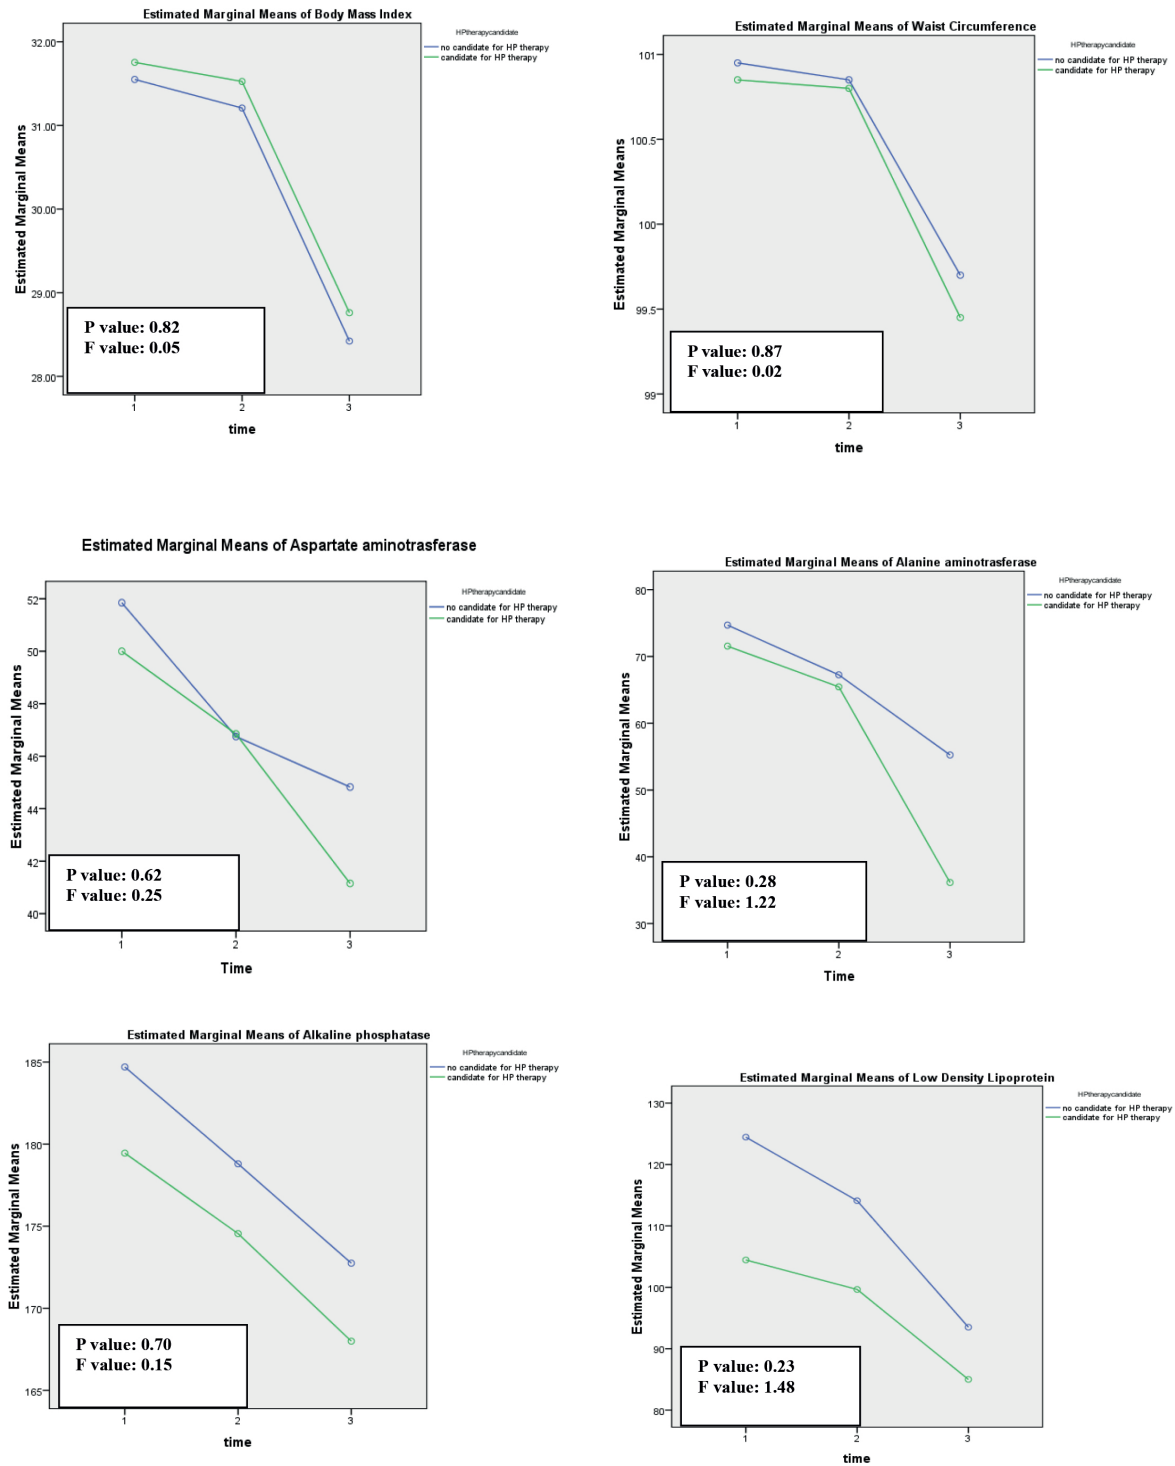 Estimated Marginal Means of Body Mass Index
HPtherapycandidate
no candidate for HP therapy
candidate for HP therapy
Estimated Marginal Means
32.00
31.00
30.00
29.00
28.00
P value: 0.82
F value: 0.05
1 2 3
time
Estimated Marginal Means of Waist Circumference
HPtherapycandidate
no candidate for HP therapy
candidate for HP therapy
Estimated Marginal Means
101
100.5
100
99.5
99
P value: 0.87
F value: 0.02
1 2 3
time
Estimated Marginal Means of Aspartate aminotrasferase
HPtherapycandidate
no candidate for HP therapy
candidate for HP therapy
Estimated Marginal Means
52
50
48
46
44
42
40
P value: 0.62
F value: 0.25
1 2 3
Time
Estimated Marginal Means of Alanine aminotrasferase
HPtherapycandidate
no candidate for HP therapy
candidate for HP therapy
Estimated Marginal Means
80
70
60
50
40
30
P value: 0.28
F value: 1.22
1 2 3
Time
Estimated Marginal Means of Alkaline phosphatase
HPtherapycandidate
no candidate for HP therapy
candidate for HP therapy
Estimated Marginal Means
185
180
175
170
165
P value: 0.70
F value: 0.15
1 2 3
time
Estimated Marginal Means of Low Density Lipoprotein
HPtherapycandidate
no candidate for HP therapy
candidate for HP therapy
Estimated Marginal Means
130
120
110
100
90
80
P value: 0.23
F value: 1.48
1 2 3
time